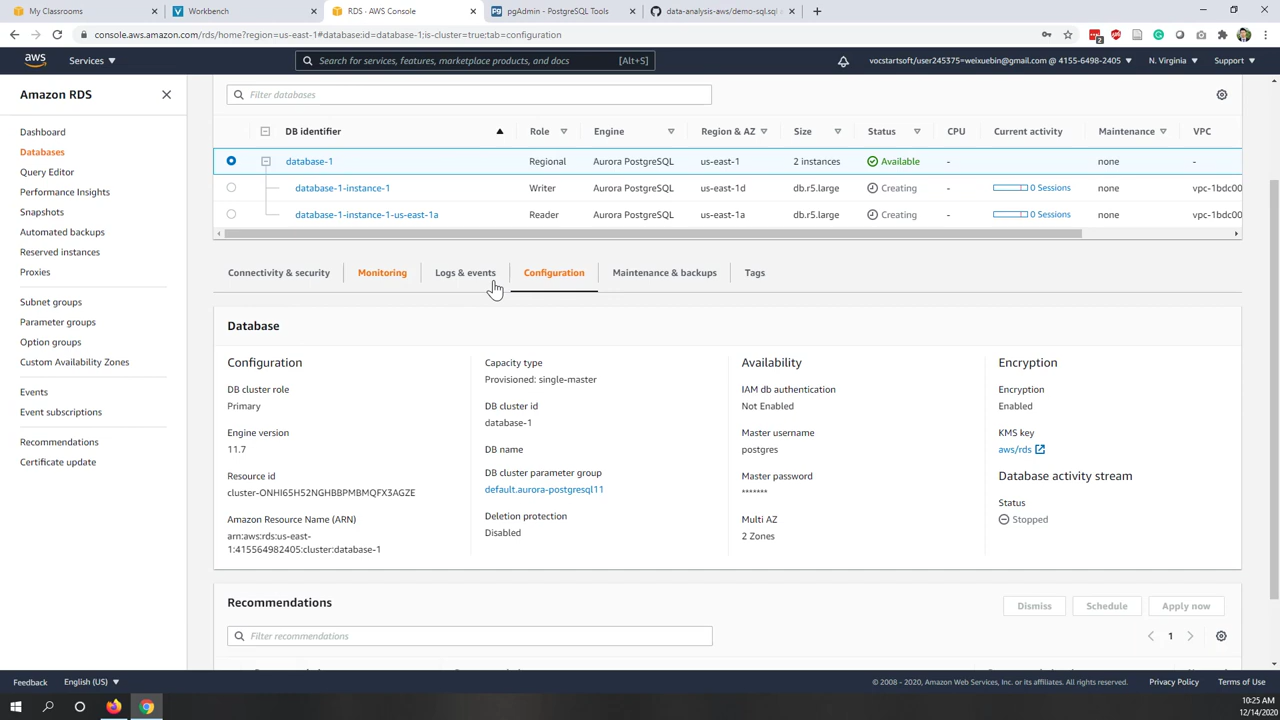 My Classrooms
Workbench
RDS · AWS Console
pgAdmin - PostgreSQL Tools
data-analysis-aws/demo-sql.sql
console.aws.amazon.com/rds/home?region=us-east-1#database:id=database-1;is-cluster=true;tab=configuration
aws
Services
Search for services, features, marketplace products, and docs
[Alt+S]
vocstartsoft/user245375=weixuebin@gmail.com @ 4155-6498-2405
N. Virginia
Support
Amazon RDS
Dashboard
Databases
Query Editor
Performance Insights
Snapshots
Automated backups
Reserved instances
Proxies
Subnet groups
Parameter groups
Option groups
Custom Availability Zones
Events
Event subscriptions
Recommendations
Certificate update
Filter databases
DB identifier Role Engine Region & AZ Size Status CPU Current activity Maintenance VPC
database-1 Regional Aurora PostgreSQL us-east-1 2 instances Available - none -
database-1-instance-1 Writer Aurora PostgreSQL us-east-1d db.r5.large Creating - 0 Sessions none vpc-1bdc00
database-1-instance-1-us-east-1a Reader Aurora PostgreSQL us-east-1a db.r5.large Creating - 0 Sessions none vpc-1bdc00
Connectivity & security Monitoring Logs & events Configuration Maintenance & backups Tags
Database
Configuration
DB cluster role
Primary
Engine version
11.7
Resource id
cluster-ONHI65H52NGHBBPMBMQFX3AGZE
Amazon Resource Name (ARN)
arn:aws:rds:us-east-
1:415564982405:cluster:database-1
Capacity type
Provisioned: single-master
DB cluster id
database-1
DB name
DB cluster parameter group
default.aurora-postgresql11
Deletion protection
Disabled
Availability
IAM db authentication
Not Enabled
Master username
postgres
Master password
*******
Multi AZ
2 Zones
Encryption
Encryption
Enabled
KMS key
aws/rds
Database activity stream
Status
Stopped
Recommendations
Dismiss
Schedule
Apply now
Filter recommendations
1
Feedback
English (US)
© 2008 - 2020, Amazon Web Services, Inc. or its affiliates. All rights reserved.
Privacy Policy
Terms of Use
10:25 AM
12/14/2020